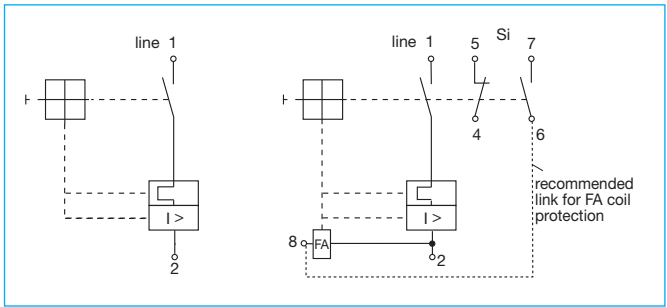 line 1
I >
2
line 1
5
Si
7
4
6
recommended
link for FA coil
protection
I >
8
FA
2